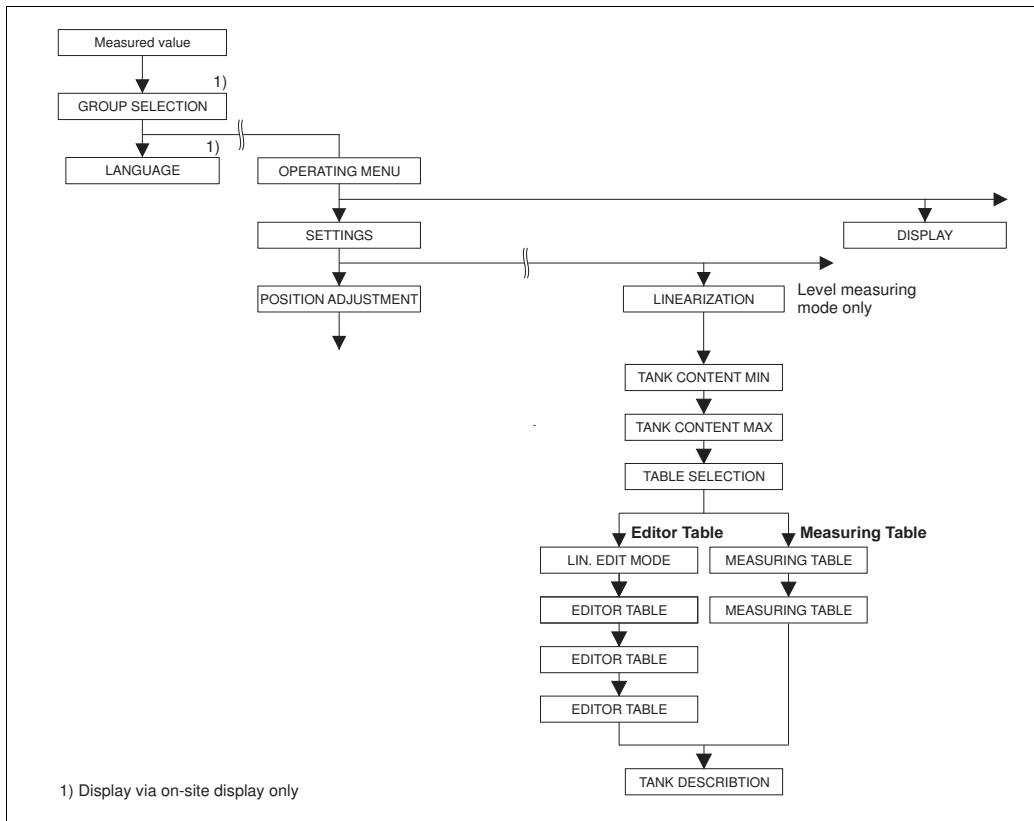 Measured value
1)
GROUP SELECTION
1)
LANGUAGE
OPERATING MENU
SETTINGS
DISPLAY
POSITION ADJUSTMENT
LINEARIZATION
Level measuring
mode only
TANK CONTENT MIN
TANK CONTENT MAX
TABLE SELECTION
Editor Table
Measuring Table
LIN. EDIT MODE
MEASURING TABLE
EDITOR TABLE
MEASURING TABLE
EDITOR TABLE
EDITOR TABLE
TANK DESCRIBTION
1) Display via on-site display only